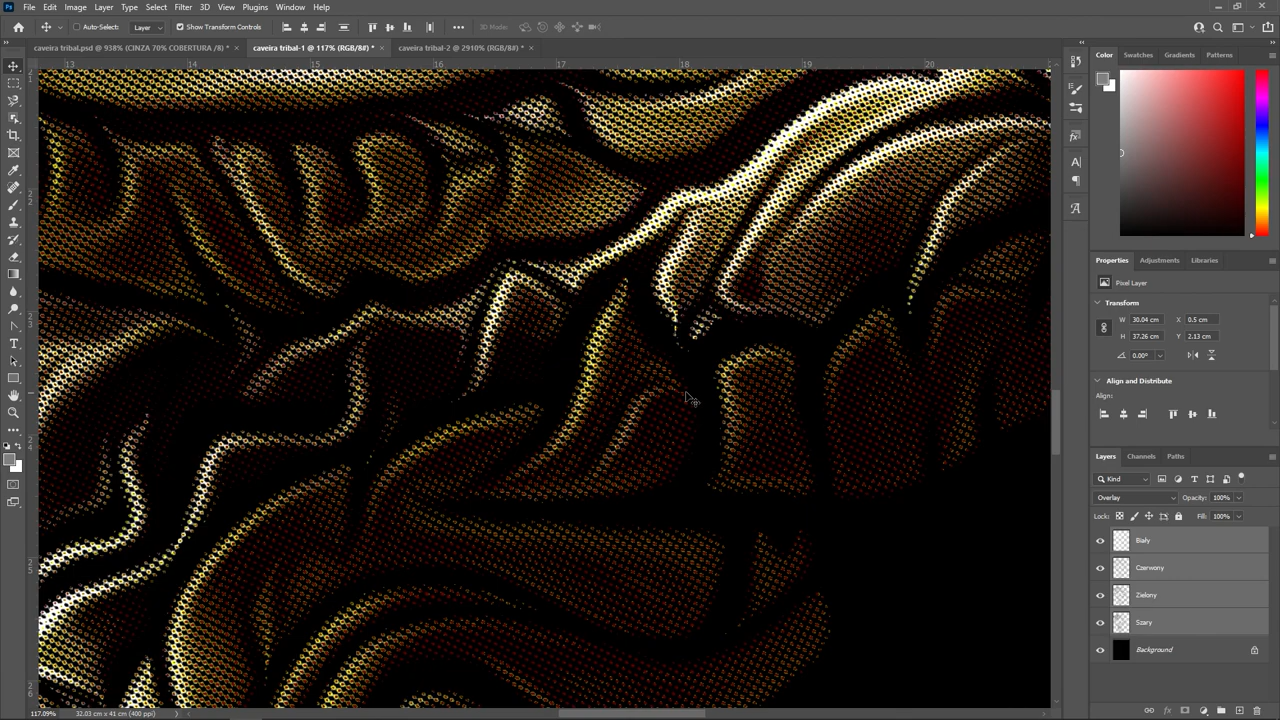 Ps File Edit Image Layer Type Select Filter 3D View Plugins Window Help
Auto-Select: Layer Show Transform Controls ••• 3D Mode:
caveira tribal.psd @ 938% (CINZA 70% COBERTURA /8) * × caveira tribal-1 @ 117% (RGB/8#) * × caveira tribal-2 @ 2910% (RGB/8#) * ×
13 14 15 16 17 18 19 20
Color Swatches Gradients Patterns
Properties Adjustments Libraries
Pixel Layer
Transform
W 30.04 cm X 0.5 cm
H 37.26 cm Y 2.13 cm
0.00°
Align and Distribute
Align:
Layers Channels Paths
Kind
Overlay Opacity: 100%
Lock: Fill: 100%
Biały
Czerwony
Zielony
Szary
Background
117.09% 32.03 cm x 41 cm (400 ppi)